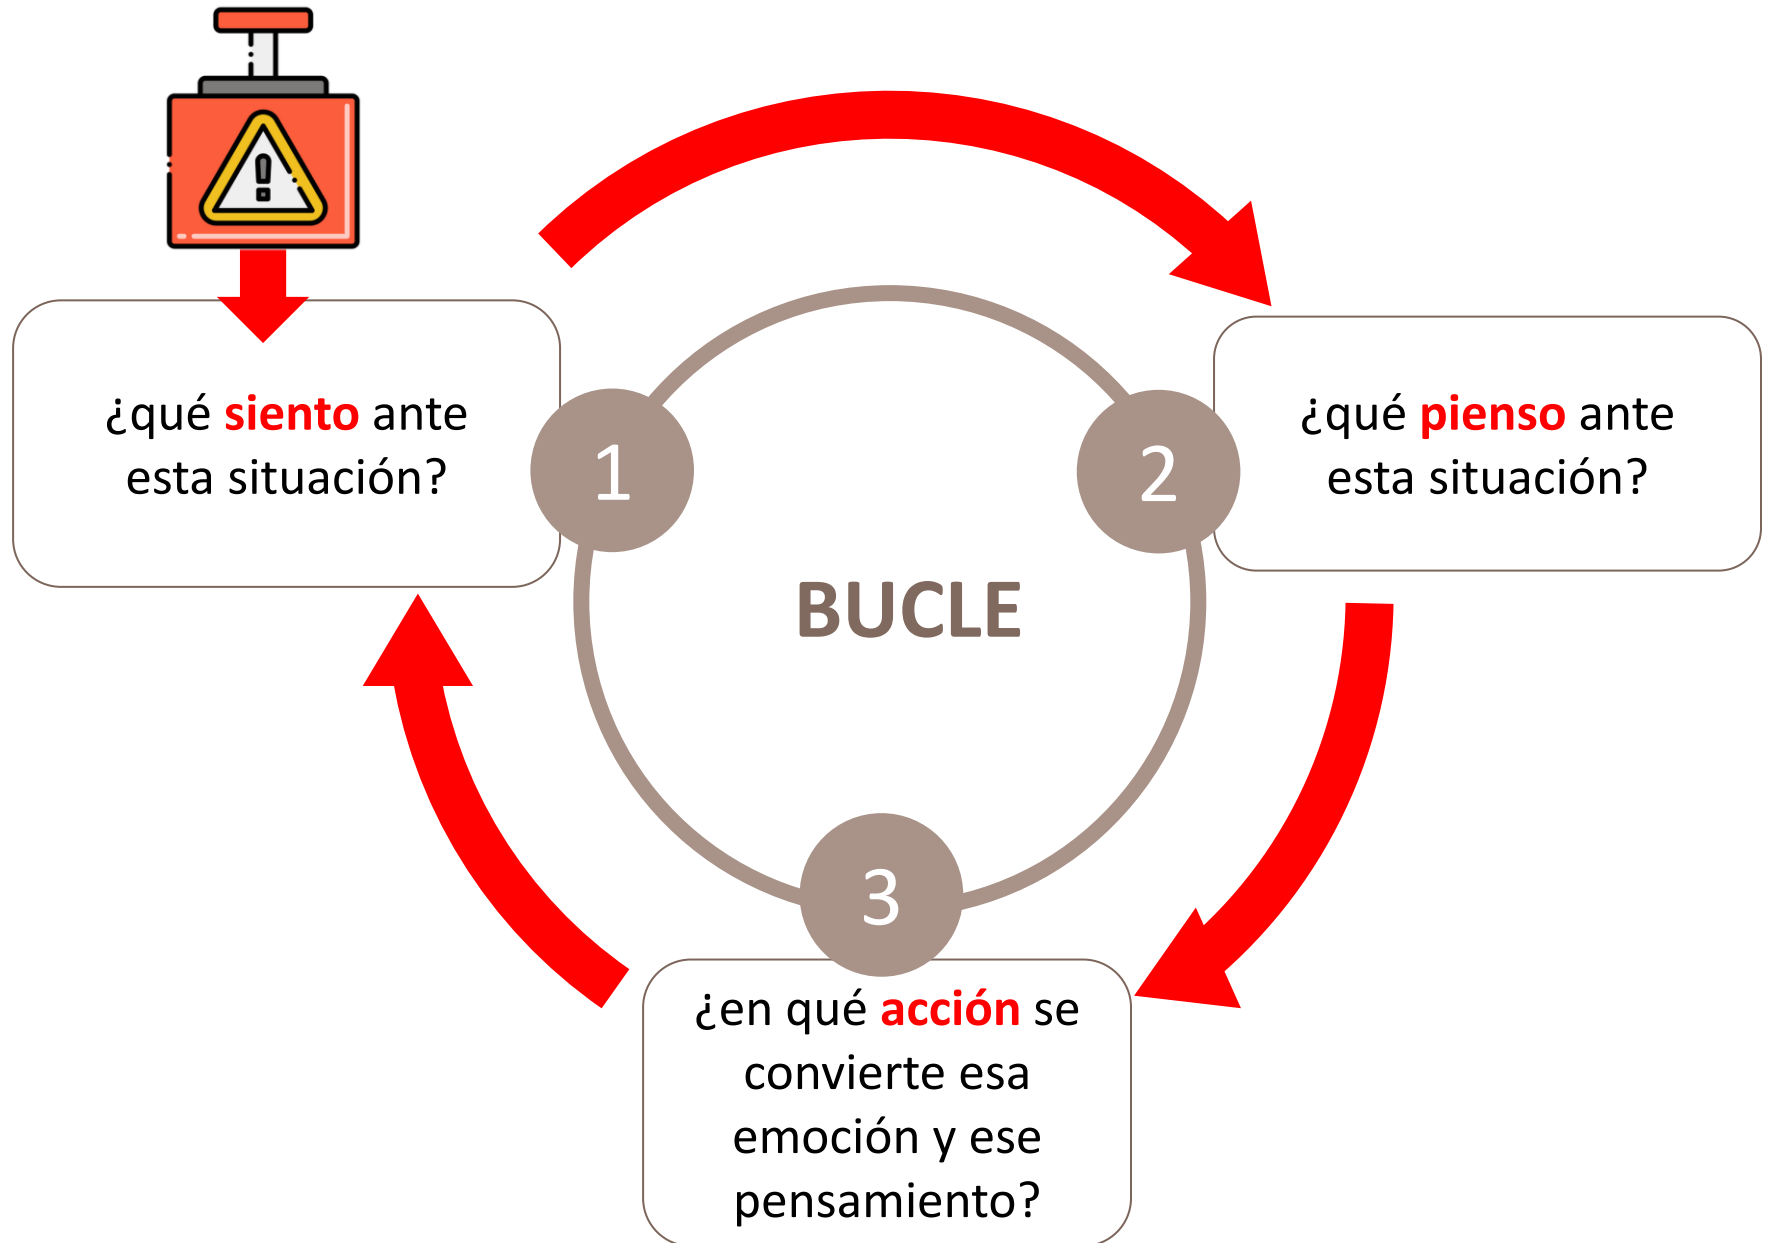 !
¿qué siento ante
esta situación?
1
2
¿qué pienso ante
esta situación?
BUCLE
3
¿en qué acción se
convierte esa
emoción y ese
pensamiento?